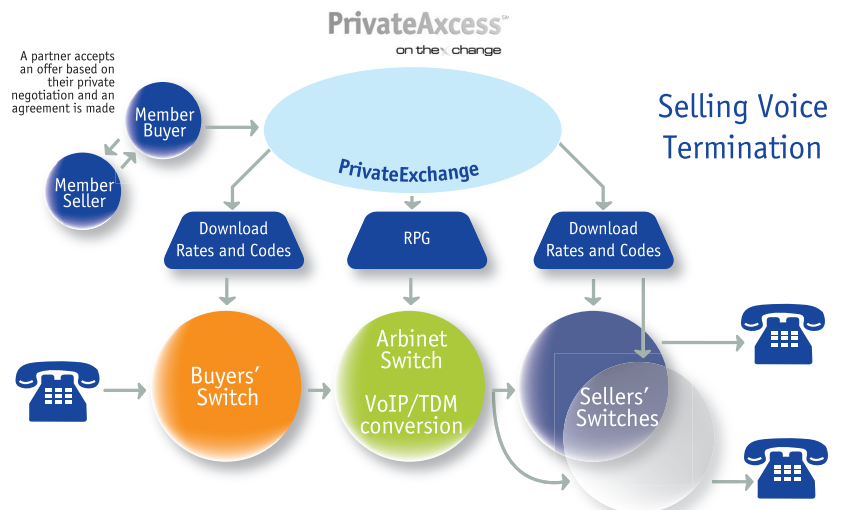 PrivateAxcess℠
on the x change
A partner accepts
an offer based on
their private
negotiation and an
agreement is made
Member
Buyer
Member
Seller
Selling Voice
Termination
PrivateExchange
Download
Rates and Codes
RPG
Download
Rates and Codes
Buyers’
Switch
Arbinet
Switch
VoIP/TDM
conversion
Sellers’
Switches